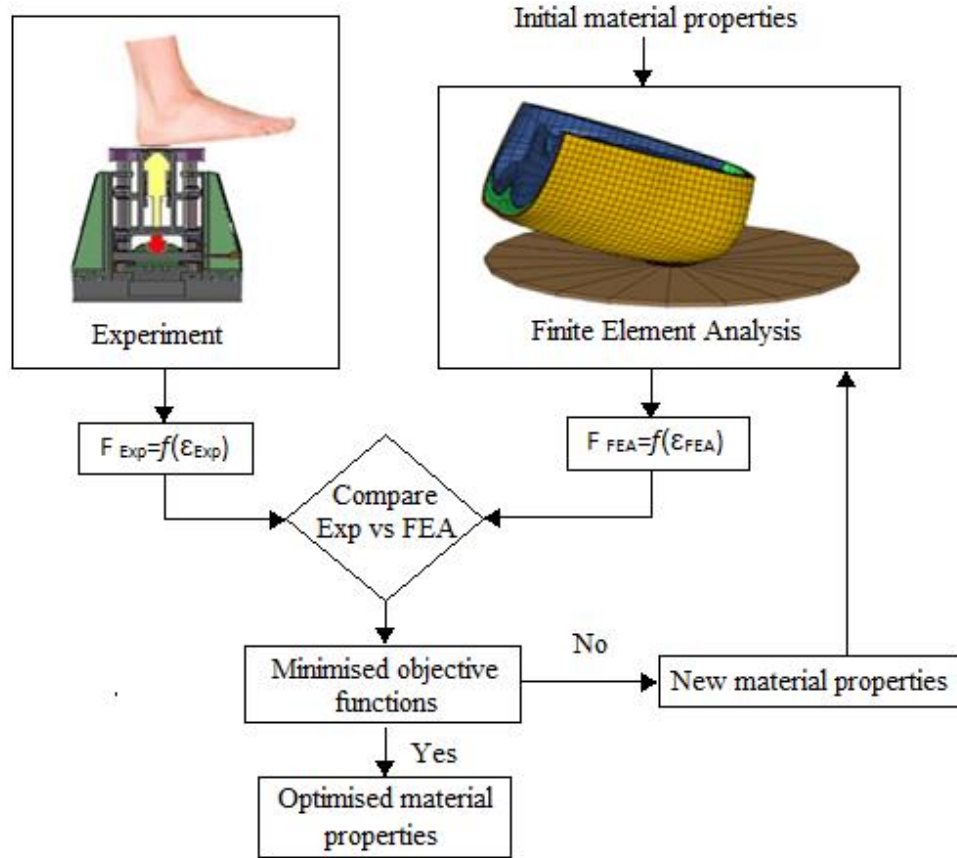 Initial material properties
Experiment
Finite Element Analysis
F Exp=f(εExp)
F FEA=f(εFEA)
Compare
Exp vs FEA
No
Minimised objective
functions
New material properties
Yes
Optimised material
properties